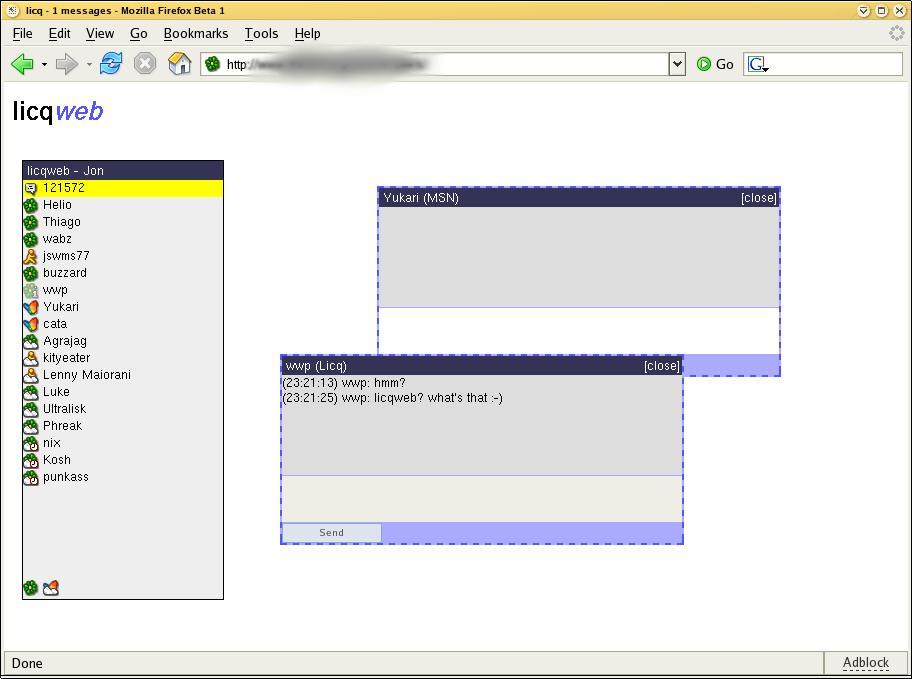 licq - 1 messages - Mozilla Firefox Beta 1
File Edit View Go Bookmarks Tools Help
http:// Go G
licqweb
licqweb - Jon
121572
Helio
Thiago
wabz
jswms77
buzzard
wwp
Yukari
cata
Agrajag
kityeater
Lenny Maiorani
Luke
Ultralisk
Phreak
nix
Kosh
punkass
Yukari (MSN) [close]
wwp (Licq) [close]
(23:21:13) wwp: hmm?
(23:21:25) wwp: licqweb? what's that :-)
Send
Done Adblock